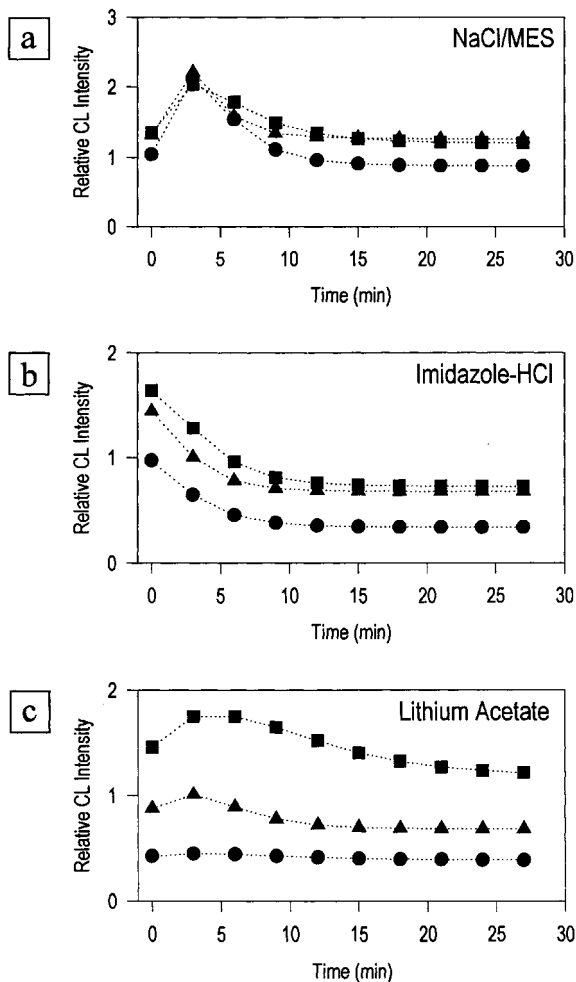 a
NaCl/MES
3
2
1
0
Relative CL Intensity
0 5 10 15 20 25 30
Time (min)
b
Imidazole-HCl
2
1
0
Relative CL Intensity
0 5 10 15 20 25 30
Time (min)
c
Lithium Acetate
2
1
0
Relative CL Intensity
0 5 10 15 20 25 30
Time (min)